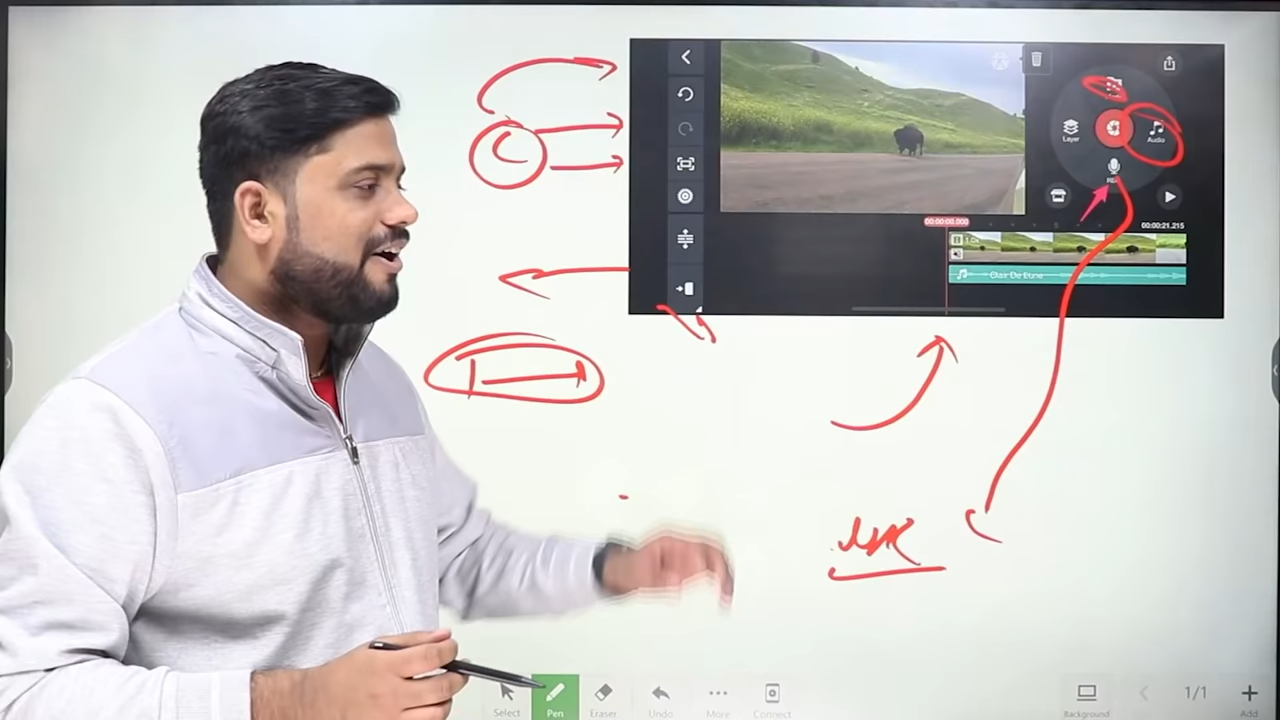 C
Layer
Audio
REC
00:00:00.000
00:00:21.215
Clair De Lune
Select
Pen
Eraser
Undo
More
Connect
Background
1/1
Add